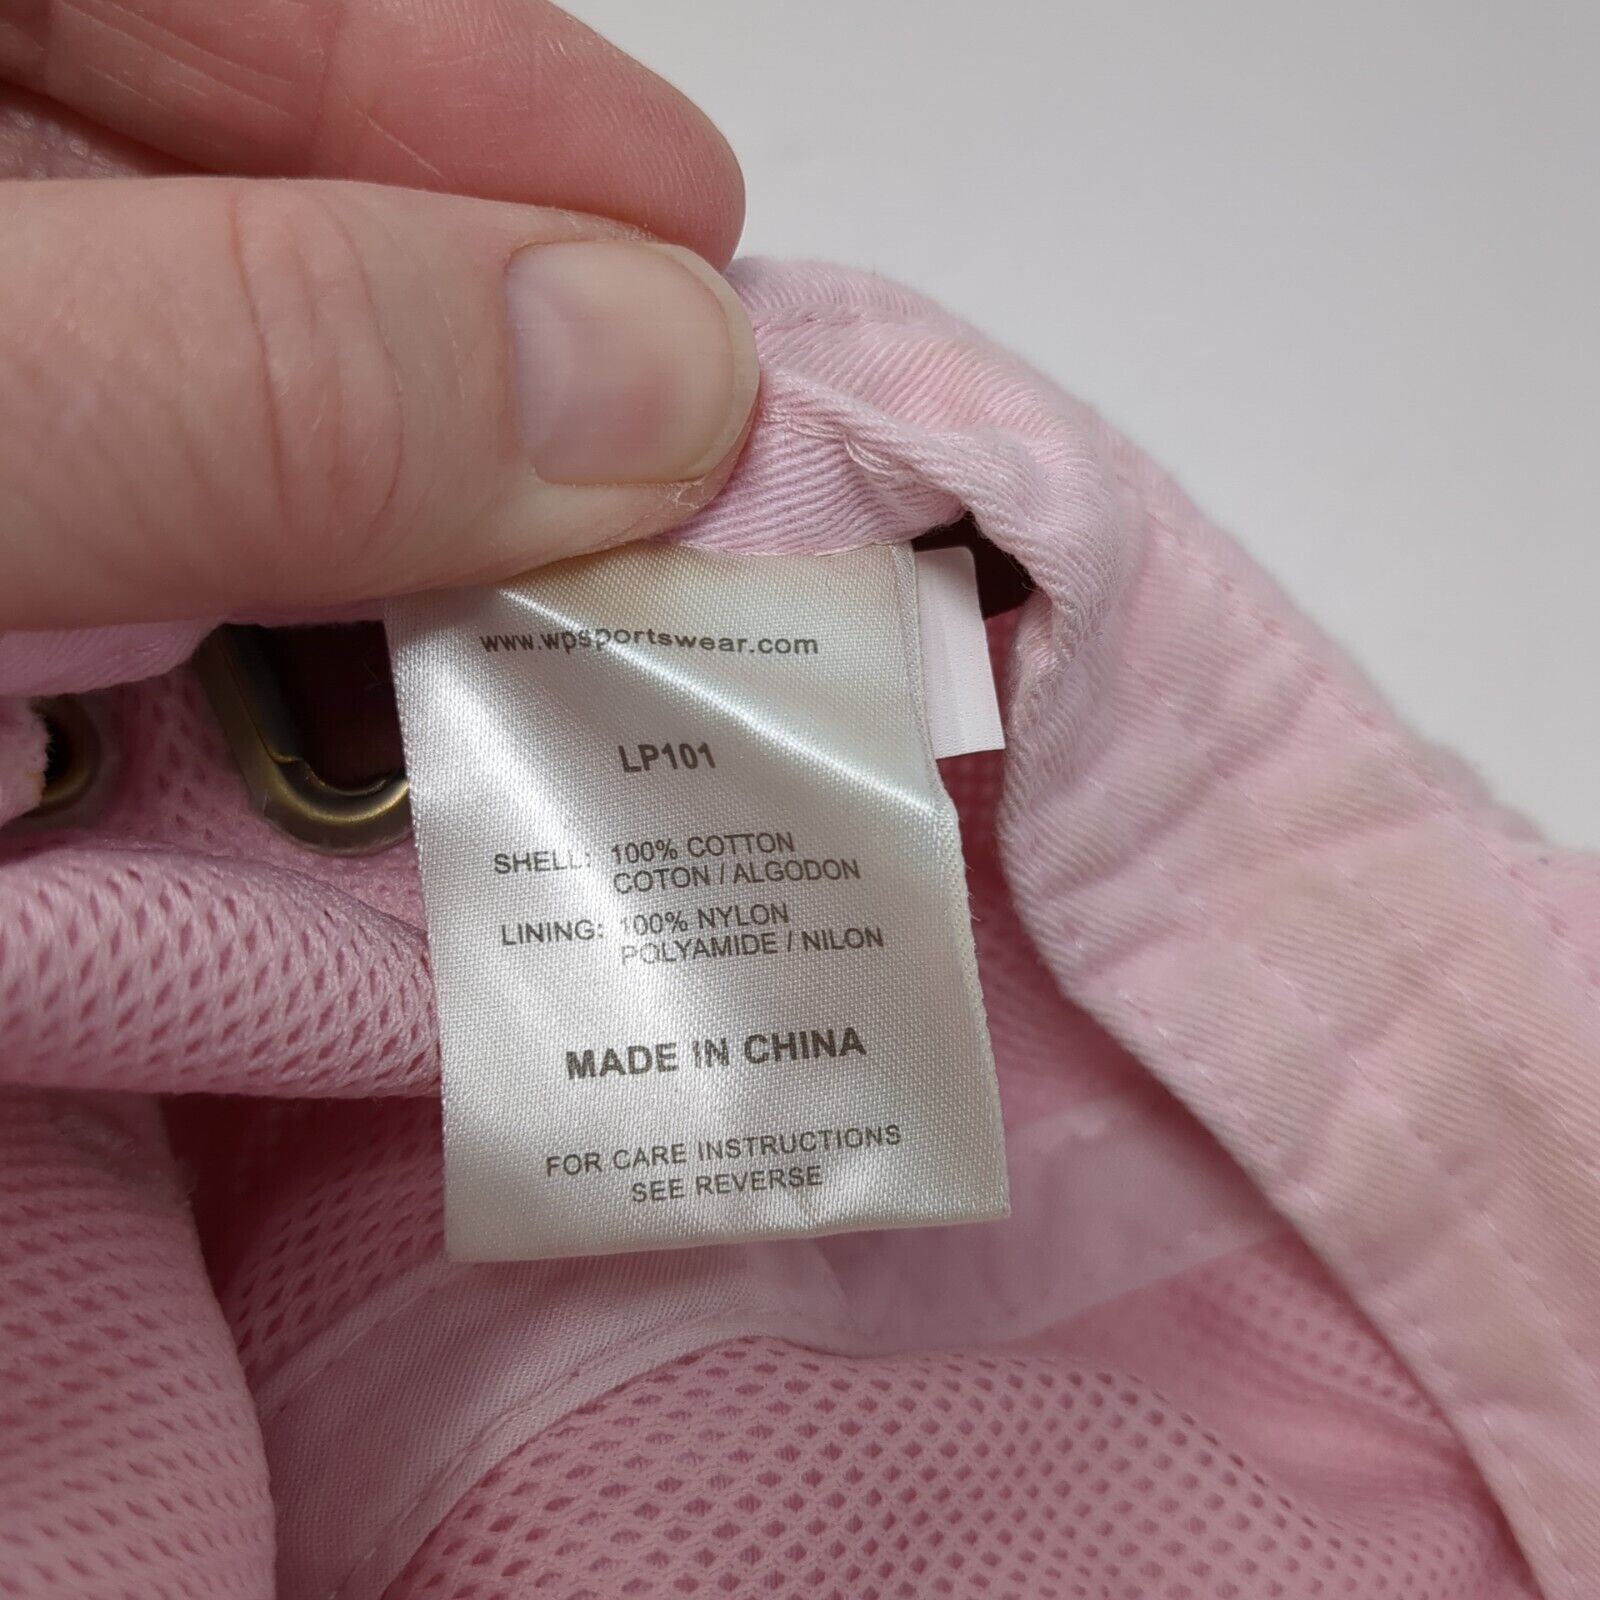 www.wpsportswear.com
LP101
SHELL: 100% COTTON
COTON / ALGODON
LINING: 100% NYLON
POLYAMIDE / NILON
MADE IN CHINA
FOR CARE INSTRUCTIONS
SEE REVERSE